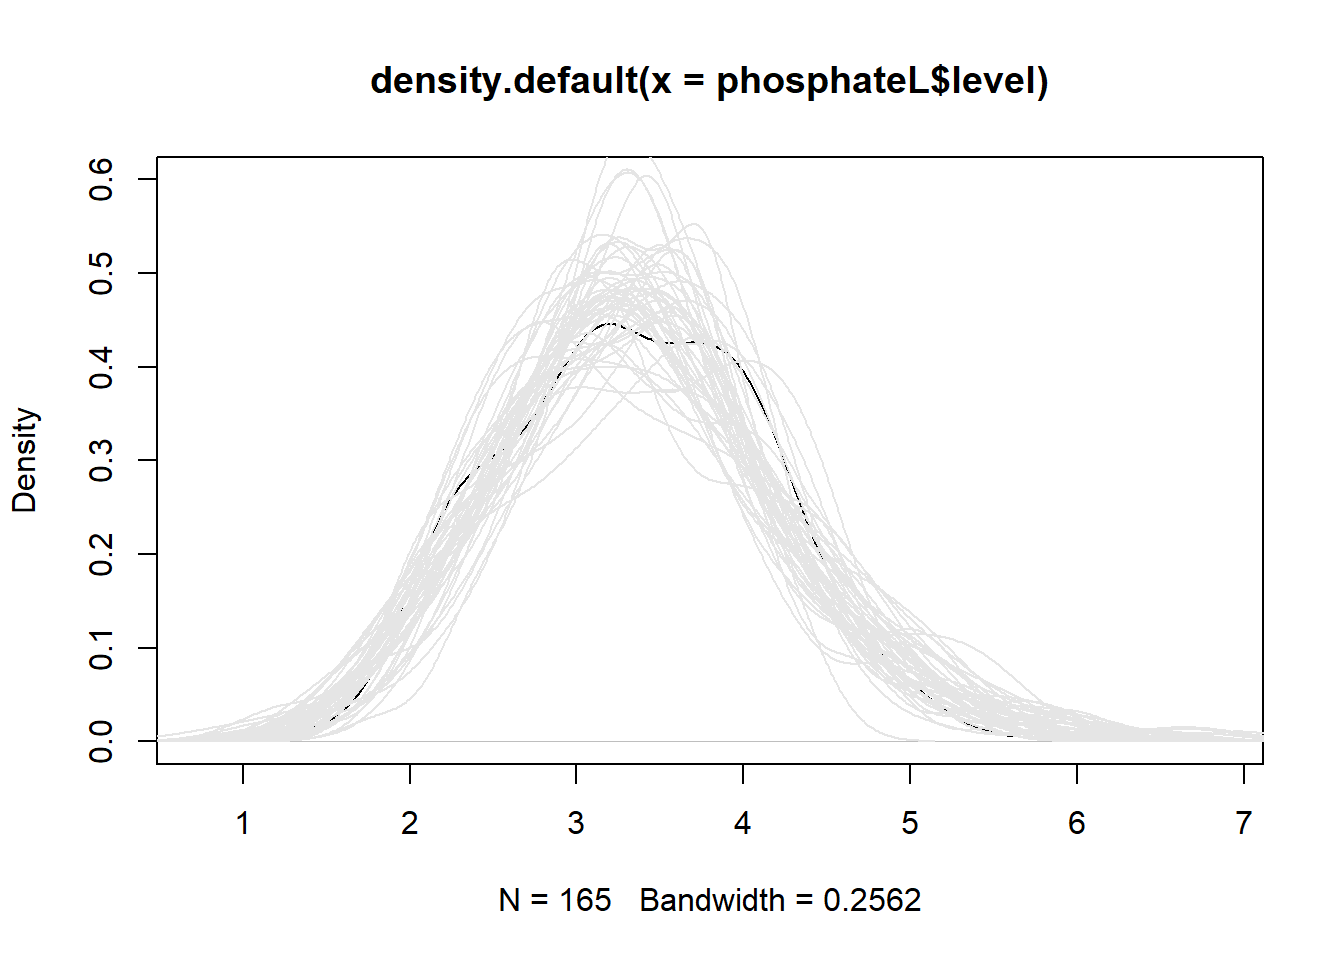 density.default(x = phosphateL$level)
Density
0.6
0.5
0.4
0.3
0.2
0.1
0.0
1 2 3 4 5 6 7
N = 165 Bandwidth = 0.2562